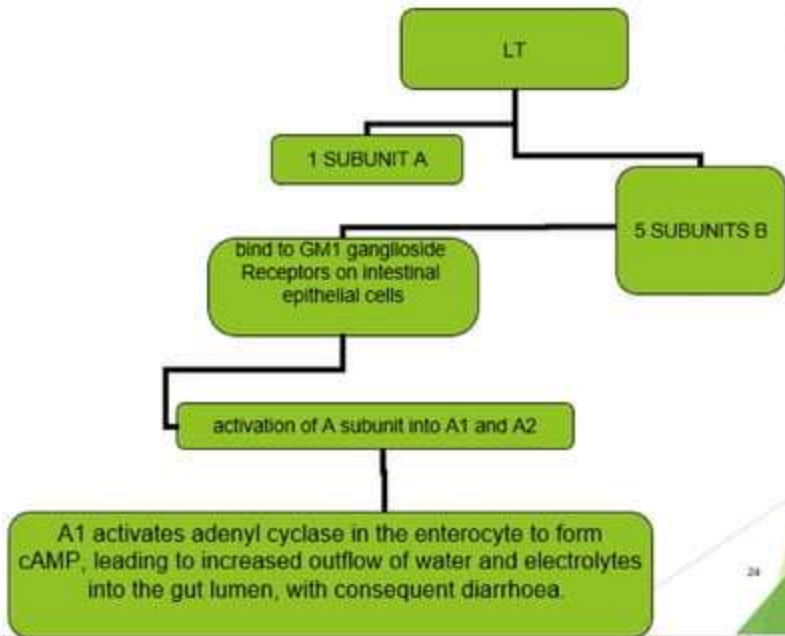 LT
1 SUBUNIT A
5 SUBUNITS B
bind to GM1 ganglioside
Receptors on intestinal
epithelial cells
activation of A subunit into A1 and A2
A1 activates adenyl cyclase in the enterocyte to form
cAMP, leading to increased outflow of water and electrolytes
into the gut lumen, with consequent diarrhoea.
24